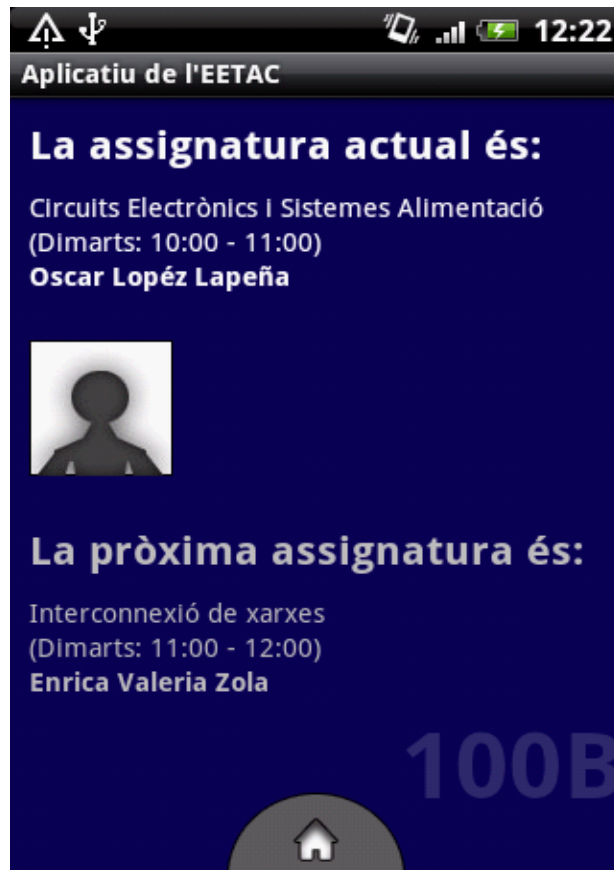 12:22
Aplicatiu de l'EETAC
La assignatura actual és:
Circuits Electrònics i Sistemes Alimentació
(Dimarts: 10:00 - 11:00)
Oscar Lopéz Lapeña
La pròxima assignatura és:
Interconnexió de xarxes
(Dimarts: 11:00 - 12:00)
Enrica Valeria Zola
100B